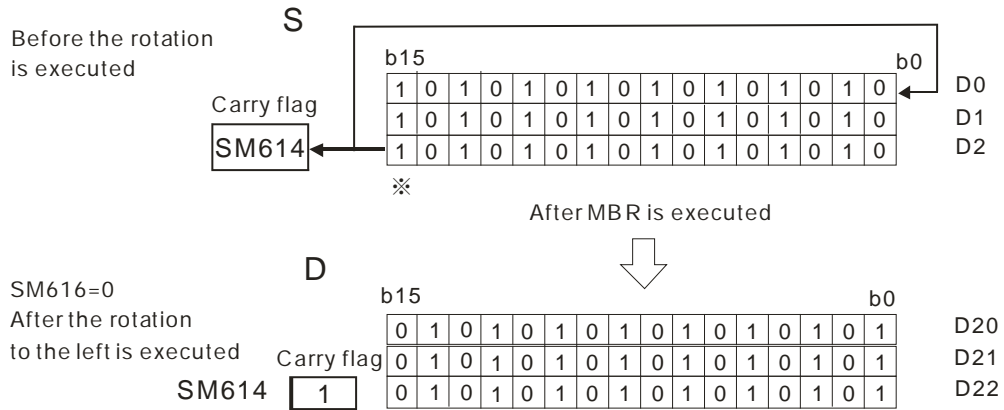 S
Before the rotation
is executed
b15 b0
1 0 1 0 1 0 1 0 1 0 1 0 1 0 1 0 D0
Carry flag
1 0 1 0 1 0 1 0 1 0 1 0 1 0 1 0 D1
SM614 1 0 1 0 1 0 1 0 1 0 1 0 1 0 1 0 D2
※
After MBR is executed
D
SM616=0
b15 b0
After the rotation
0 1 0 1 0 1 0 1 0 1 0 1 0 1 0 1 D20
to the left is executed
Carry flag 0 1 0 1 0 1 0 1 0 1 0 1 0 1 0 1 D21
SM614 1 0 1 0 1 0 1 0 1 0 1 0 1 0 1 0 1 D22